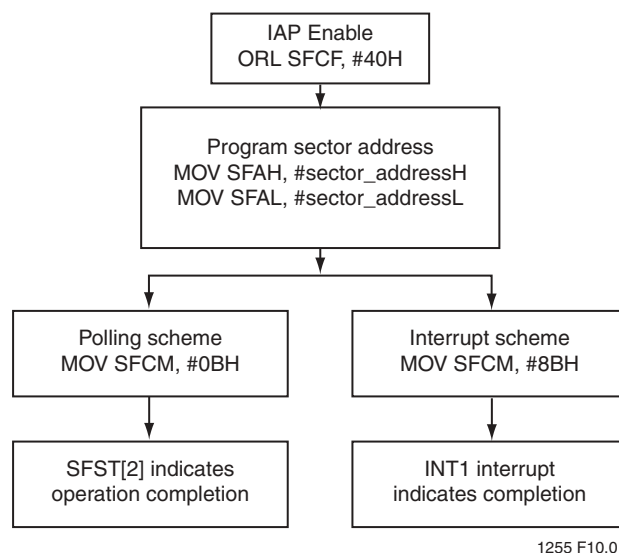 IAP Enable
ORL SFCF, #40H
Program sector address
MOV SFAH, #sector_addressH
MOV SFAL, #sector_addressL
Polling scheme
MOV SFCM, #0BH
Interrupt scheme
MOV SFCM, #8BH
SFST[2] indicates
operation completion
INT1 interrupt
indicates completion
1255 F10.0